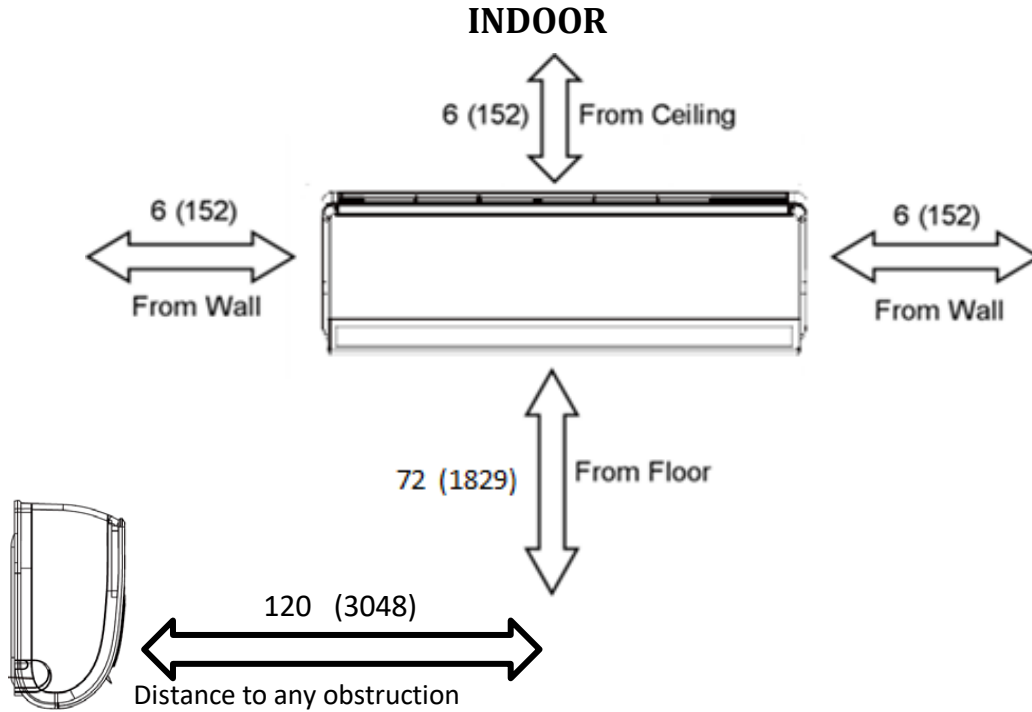 INDOOR
6 (152) From Ceiling
6 (152)
From Wall
6 (152)
From Wall
72 (1829) From Floor
120 (3048)
Distance to any obstruction